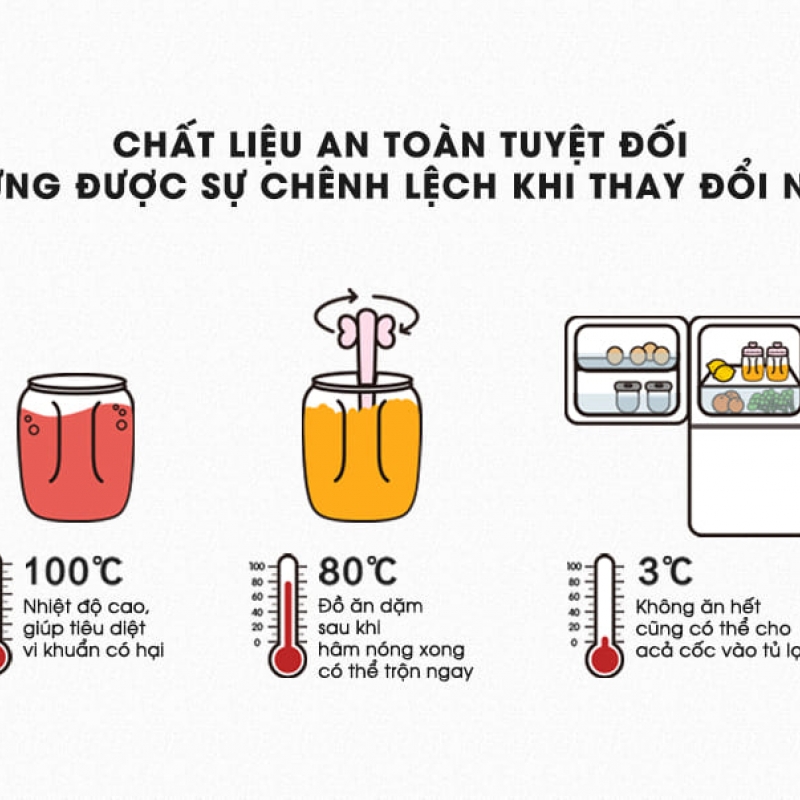 CHẤT LIỆU AN TOÀN TUYỆT ĐỐI
ỨNG ĐƯỢC SỰ CHÊNH LỆCH KHI THAY ĐỔI N
100°C
Nhiệt độ cao,
giúp tiêu diệt
vi khuẩn có hại
100
80
60
40
20
0
80°C
Đồ ăn dặm
sau khi
hâm nóng xong
có thể trộn ngay
100
80
60
40
20
0
3°C
Không ăn hết
cũng có thể cho
acả cốc vào tủ lạ